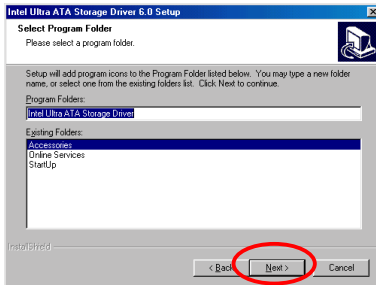 Intel Ultra ATA Storage Driver 6.0 Setup
Select Program Folder
Please select a program folder.
Setup will add program icons to the Program Folder listed below. You may type a new folder
name, or select one from the existing folders list. Click Next to continue.
Program Folders:
Intel Ultra ATA Storage Driver
Existing Folders:
Accessories
Online Services
StartUp
InstallShield
< Back Next > Cancel